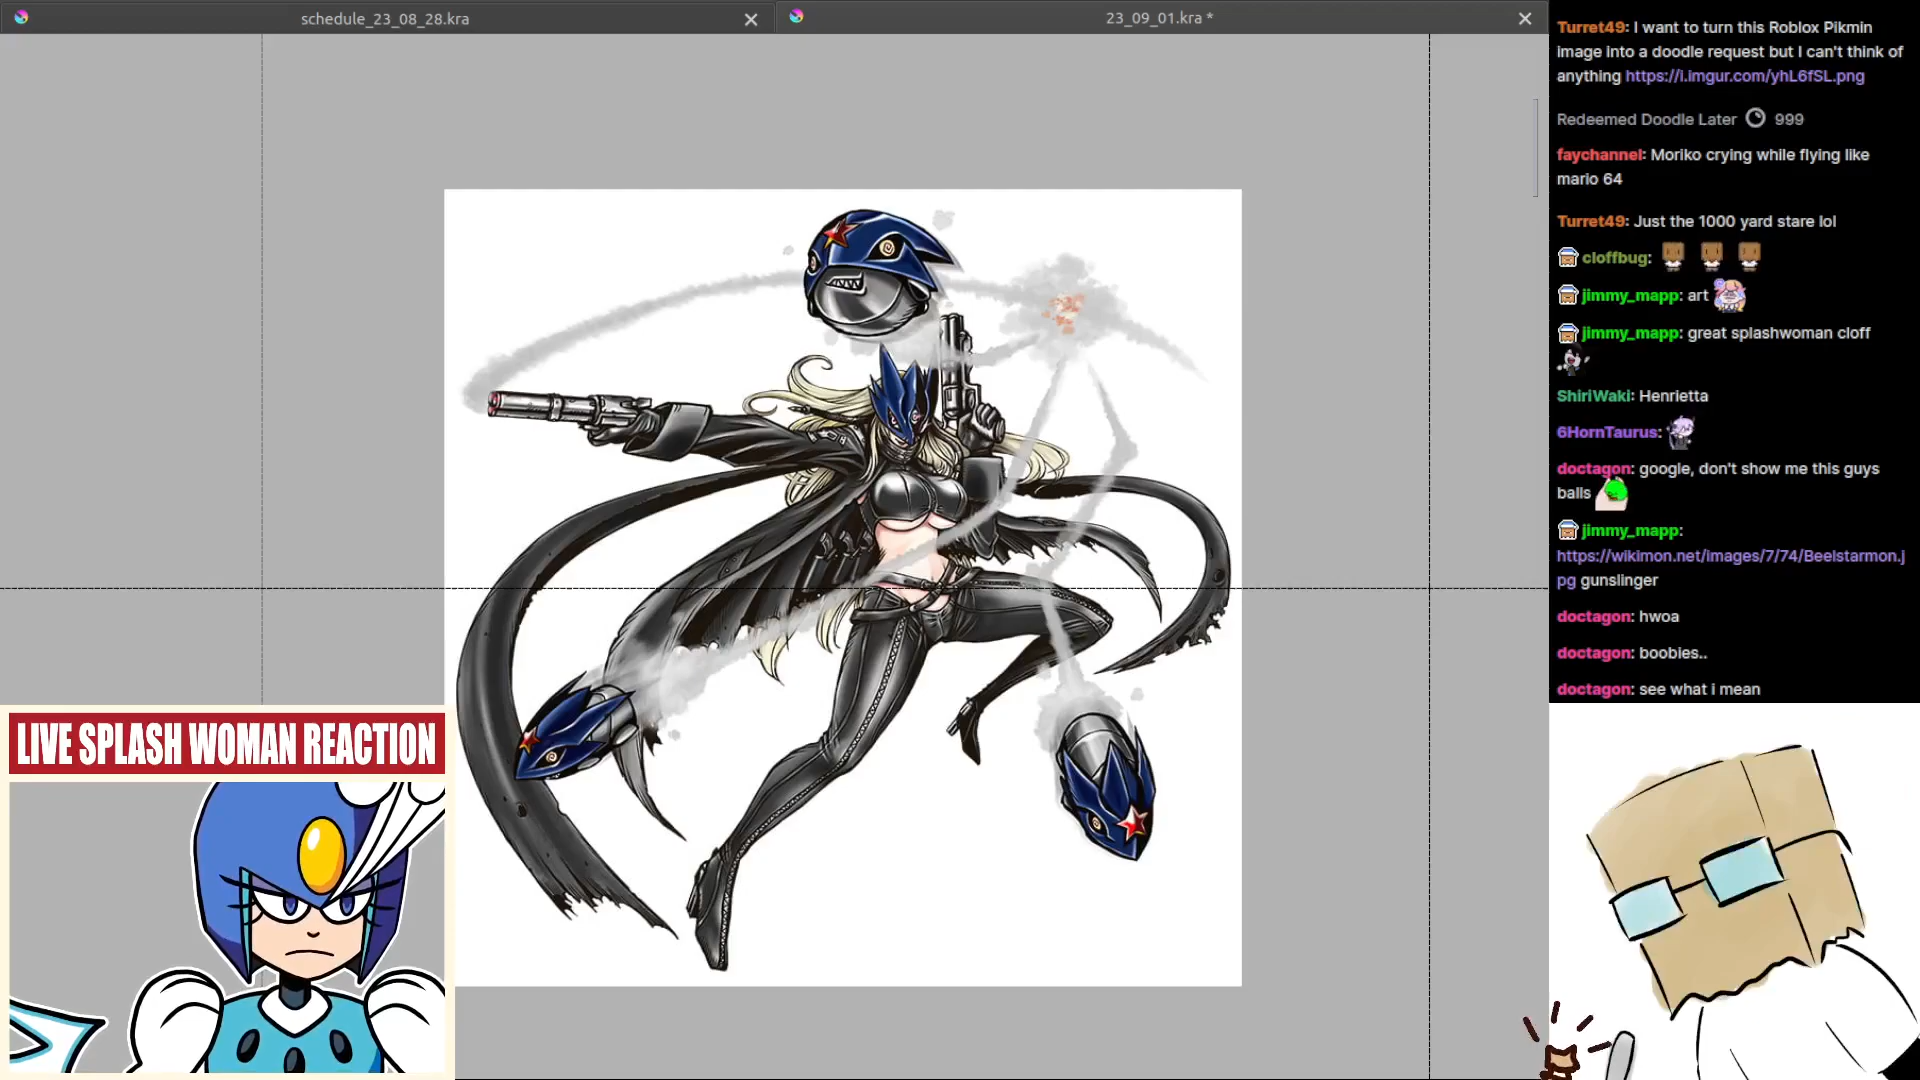 schedule_23_08_28.kra
23_09_01.kra *
Turret49: I want to turn this Roblox Pikmin
image into a doodle request but I can't think of
anything https://i.imgur.com/yhL6fSL.png
Redeemed Doodle Later 999
faychannel: Moriko crying while flying like
mario 64
Turret49: Just the 1000 yard stare lol
cloffbug:
jimmy_mapp: art
jimmy_mapp: great splashwoman cloff
ShiriWaki: Henrietta
6HornTaurus:
doctagon: google, don't show me this guys
balls
jimmy_mapp:
https://wikimon.net/images/7/74/Beelstarmon.j
pg gunslinger
doctagon: hwoa
doctagon: boobies..
doctagon: see what i mean
LIVE SPLASH WOMAN REACTION